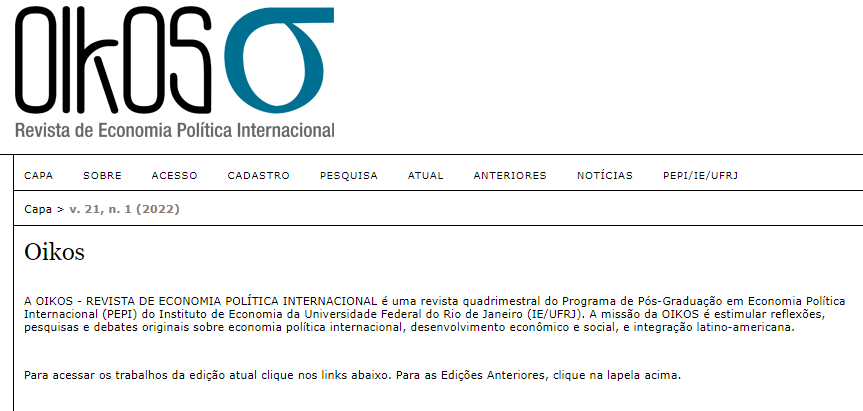 OIKOS
Revista de Economia Política Internacional
CAPA SOBRE ACESSO CADASTRO PESQUISA ATUAL ANTERIORES NOTÍCIAS PEPI/IE/UFRJ
Capa > v. 21, n. 1 (2022)
Oikos
A OIKOS - REVISTA DE ECONOMIA POLÍTICA INTERNACIONAL é uma revista quadrimestral do Programa de Pós-Graduação em Economia Política
Internacional (PEPI) do Instituto de Economia da Universidade Federal do Rio de Janeiro (IE/UFRJ). A missão da OIKOS é estimular reflexões,
pesquisas e debates originais sobre economia política internacional, desenvolvimento econômico e social, e integração latino-americana.
Para acessar os trabalhos da edição atual clique nos links abaixo. Para as Edições Anteriores, clique na lapela acima.